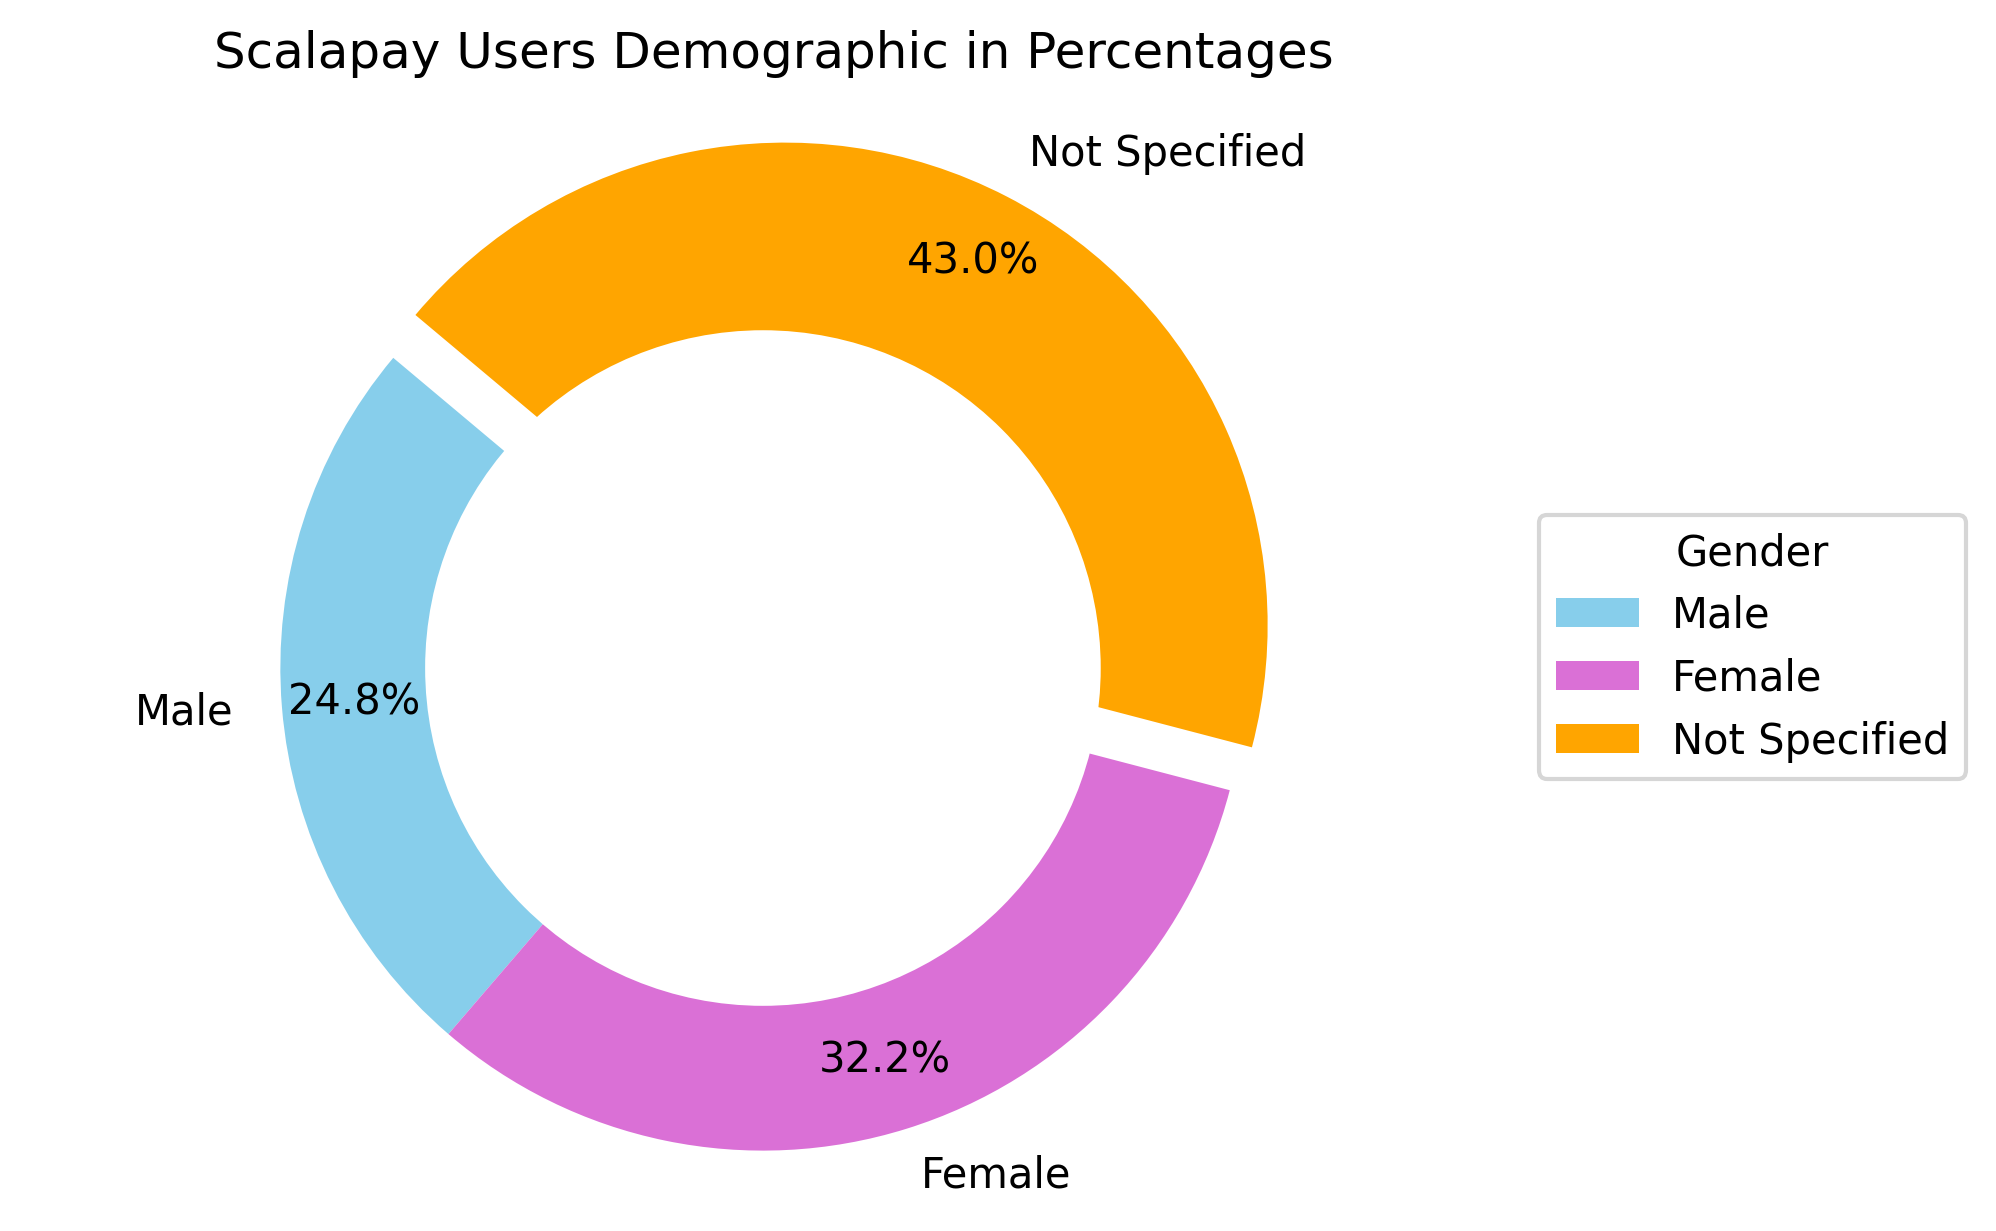 Scalapay Users Demographic in Percentages
Not Specified
43.0%
Male
24.8%
32.2%
Female
Gender
Male
Female
Not Specified